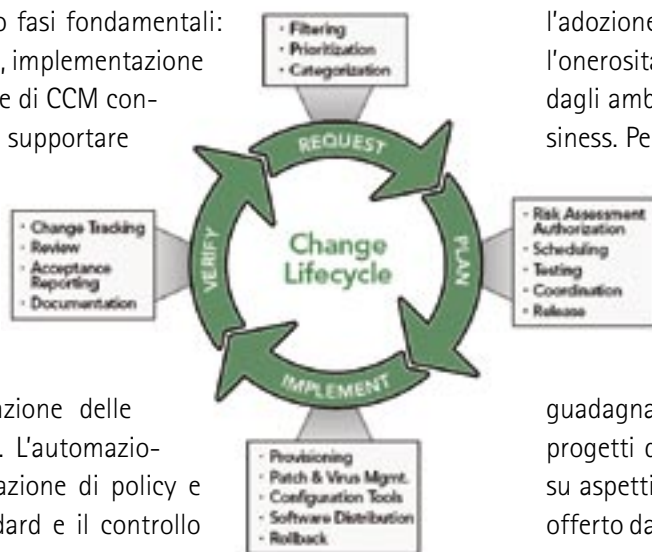 o fasi fondamentali:
, implementazione
e di CCM con-
supportare
azione delle
. L'automazio-
azione di policy e
dard e il controllo
· Filtering
· Prioritization
· Categorization
REQUEST
PLAN
IMPLEMENT
VERIFY
Change
Lifecycle
· Change Tracking
· Review
· Acceptance
Reporting
· Documentation
· Risk Assessment
Authorization
· Scheduling
· Testing
· Coordination
· Release
· Provisioning
· Patch & Virus Mgmt.
· Configuration Tools
· Software Distribution
· Rollback
l'adozione
l'onerosità
dagli amb
siness. Pe
guadagna
progetti d
su aspetti
offerto da